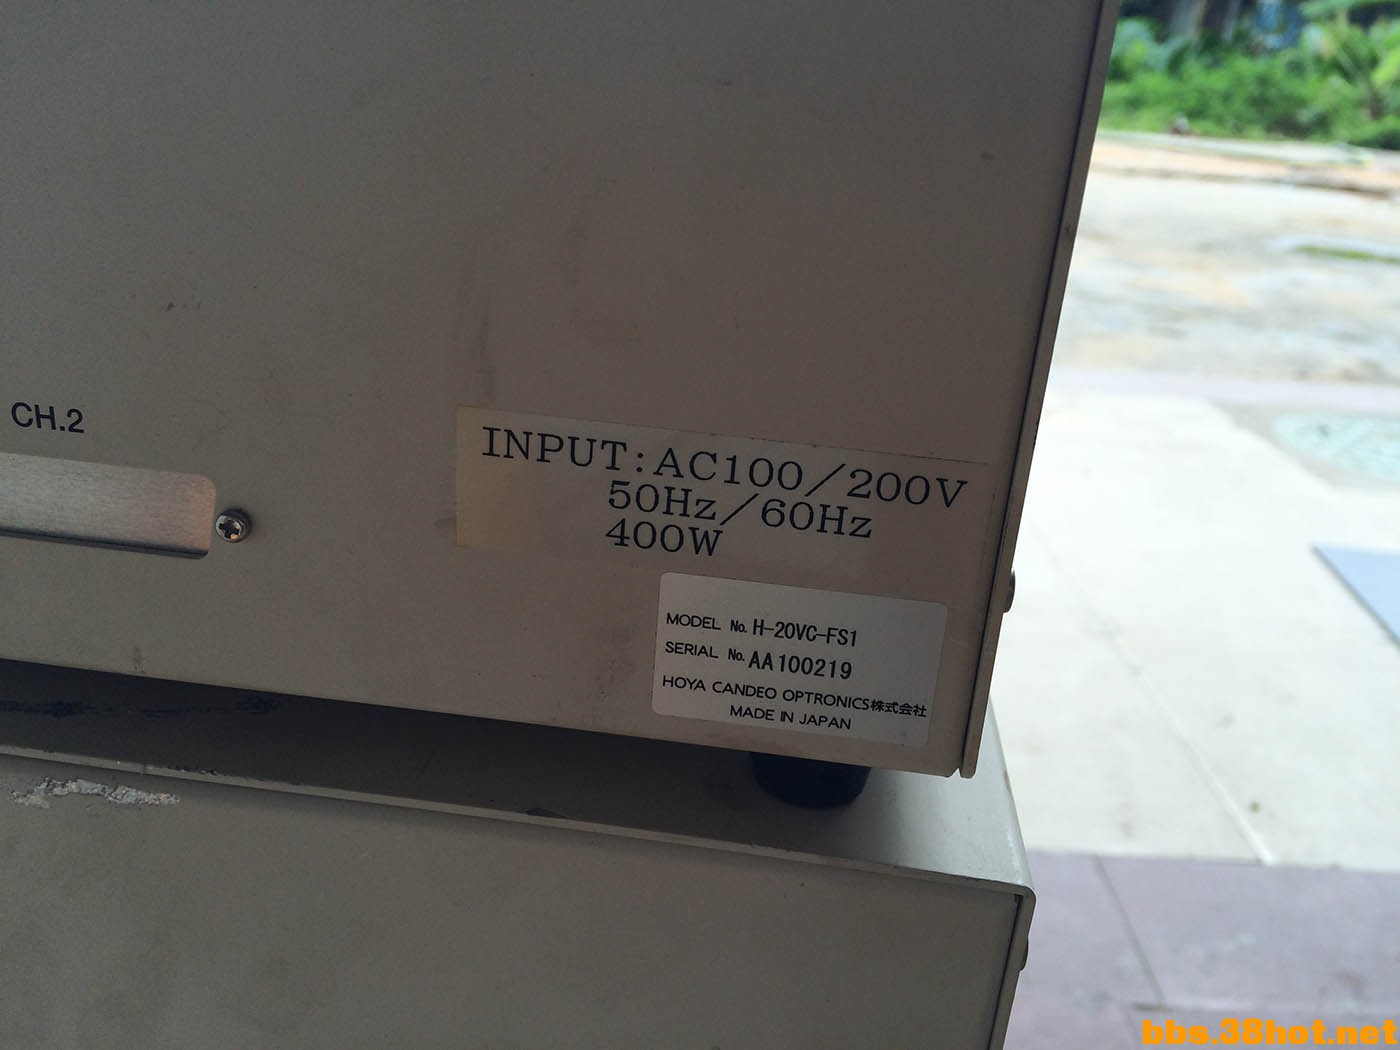 CH.2
INPUT:AC100/200V
50Hz/60Hz
400W
MODEL No. H-20VC-FS1
SERIAL No. AA100219
HOYA CANDEO OPTRONICS株式会社
MADE IN JAPAN
bbs.38hot.net